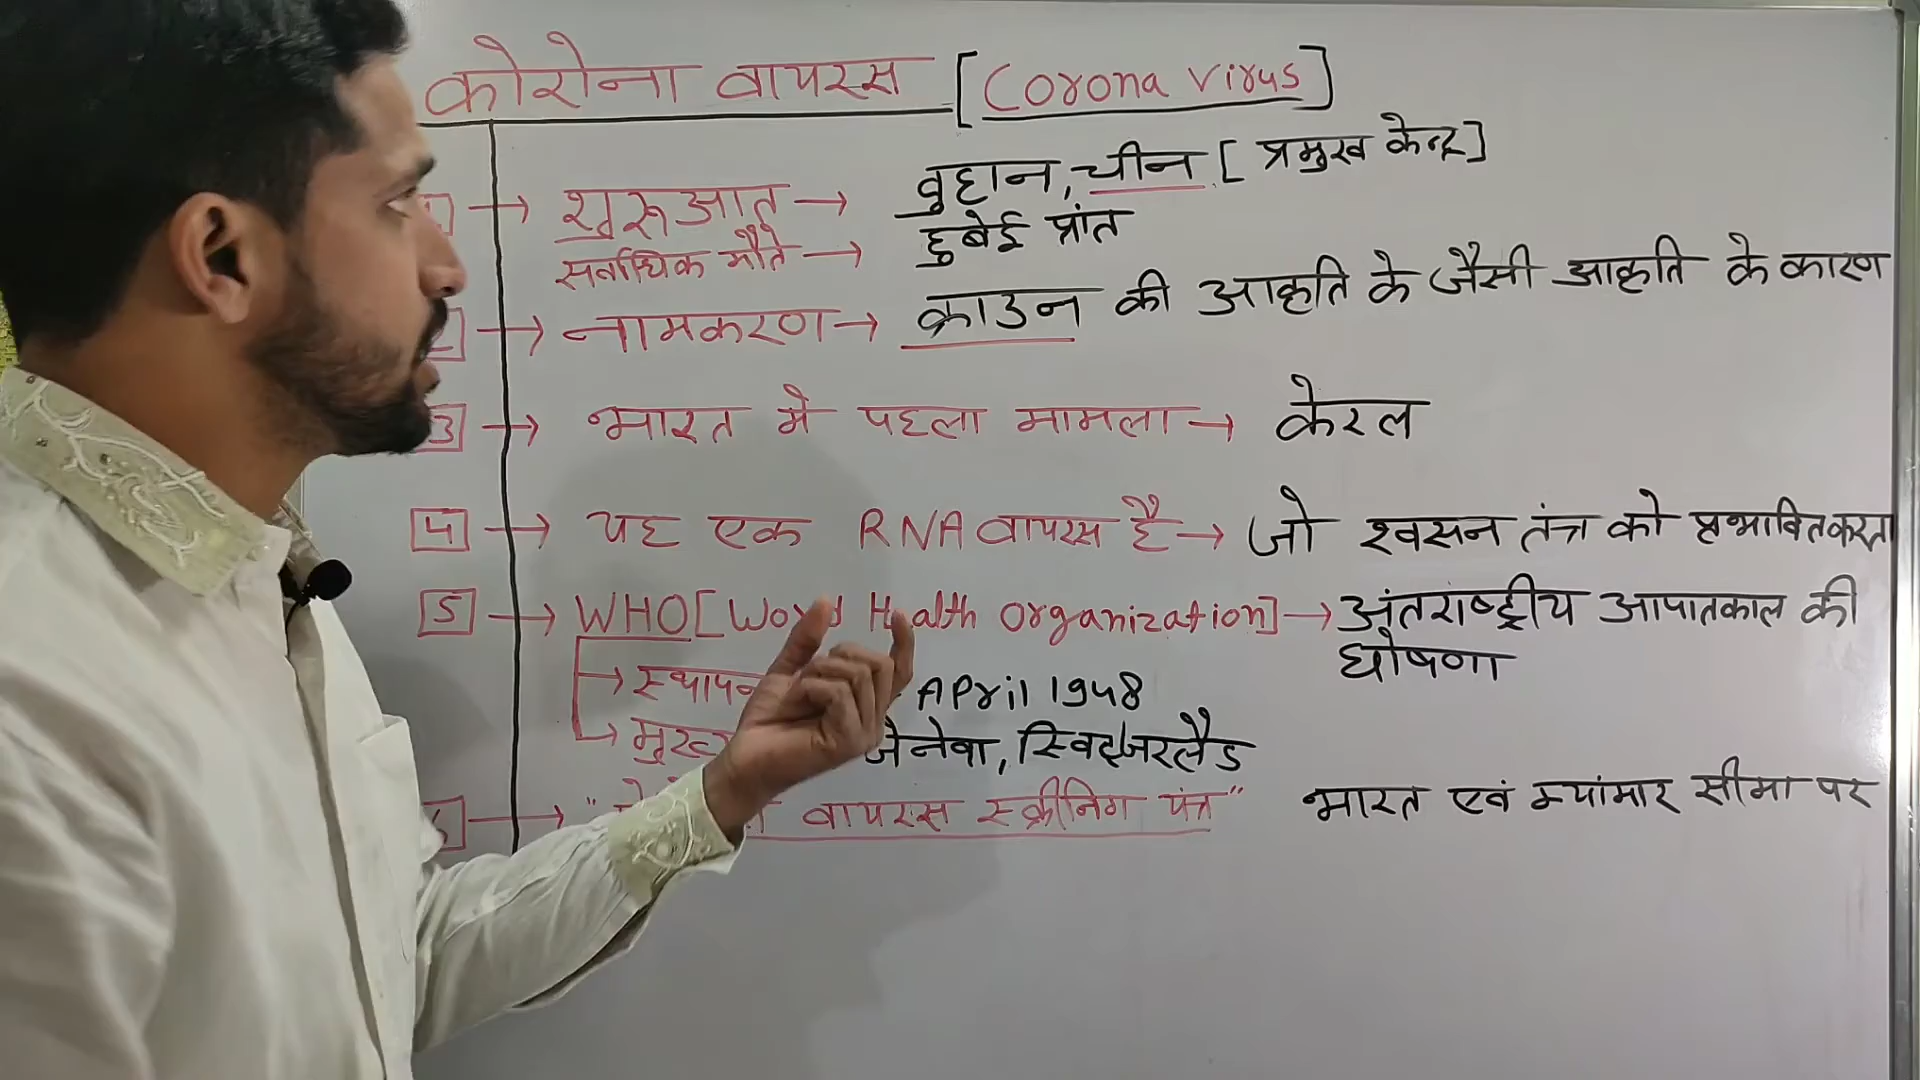 कोरोना वायरस [Corona Virus]
→ शुरूआत → वुहान, चीन [प्रमुख केन्द्र]
सर्वाधिक मौते → हुबेई प्रांत
→ नामकरण → क्राउन की आकृति के जैसी आकृति के कारण
3 → भारत मे पहला मामला → केरल
4 → यह एक RNA वायरस है → जो श्वसन तंत्र को प्रभावित करता
5 → WHO [World Health Organization] → अंतराष्ट्रीय आपातकाल की
घोषणा
→ April 1948
→ जेनेवा, स्विट्जरलैंड
→ वायरस स्क्रीनिग यंत्र" भारत एवं म्यांमार सीमा पर